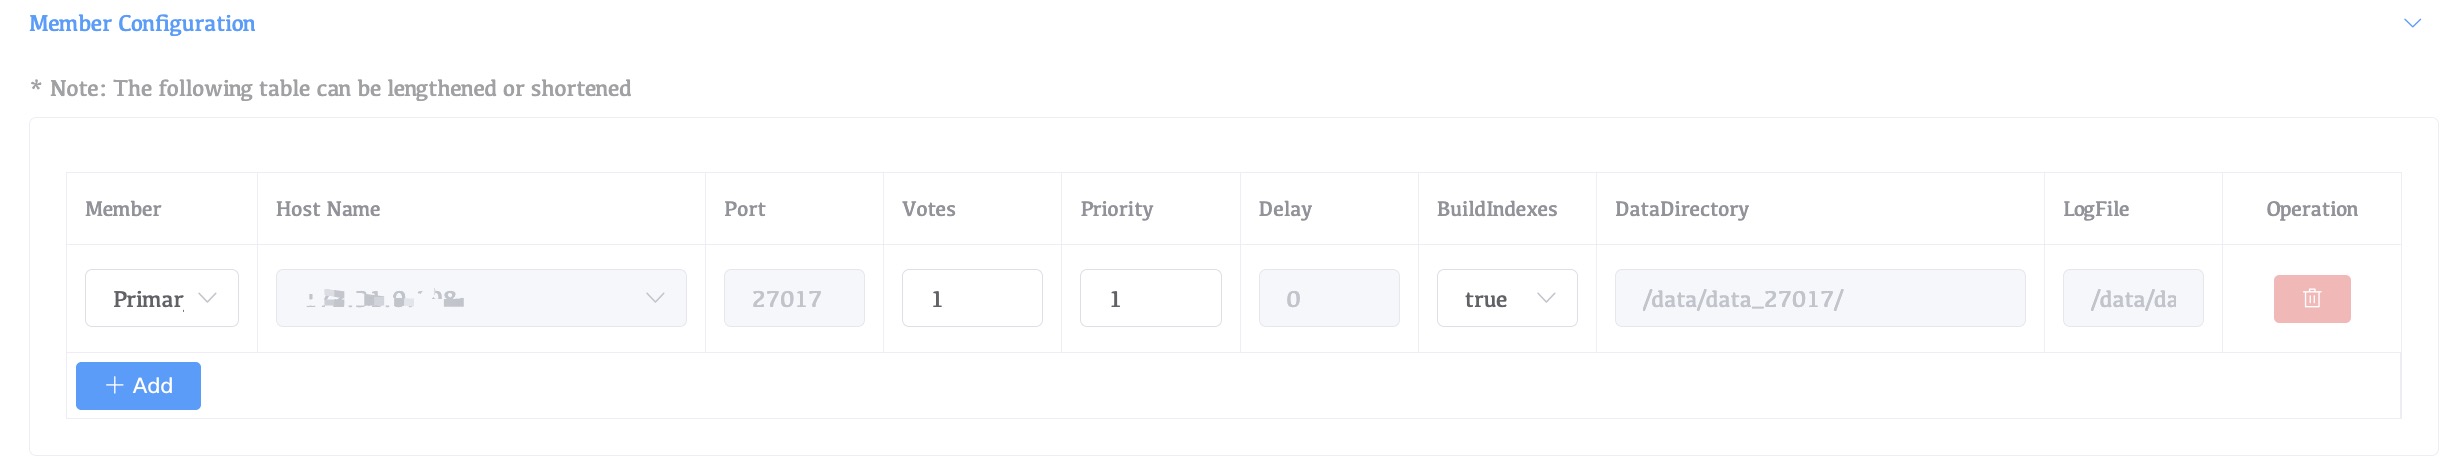 Member Configuration
* Note: The following table can be lengthened or shortened
Member Host Name Port Votes Priority Delay BuildIndexes DataDirectory LogFile Operation
Primar 27017 1 1 0 true /data/data_27017/ /data/da
+ Add